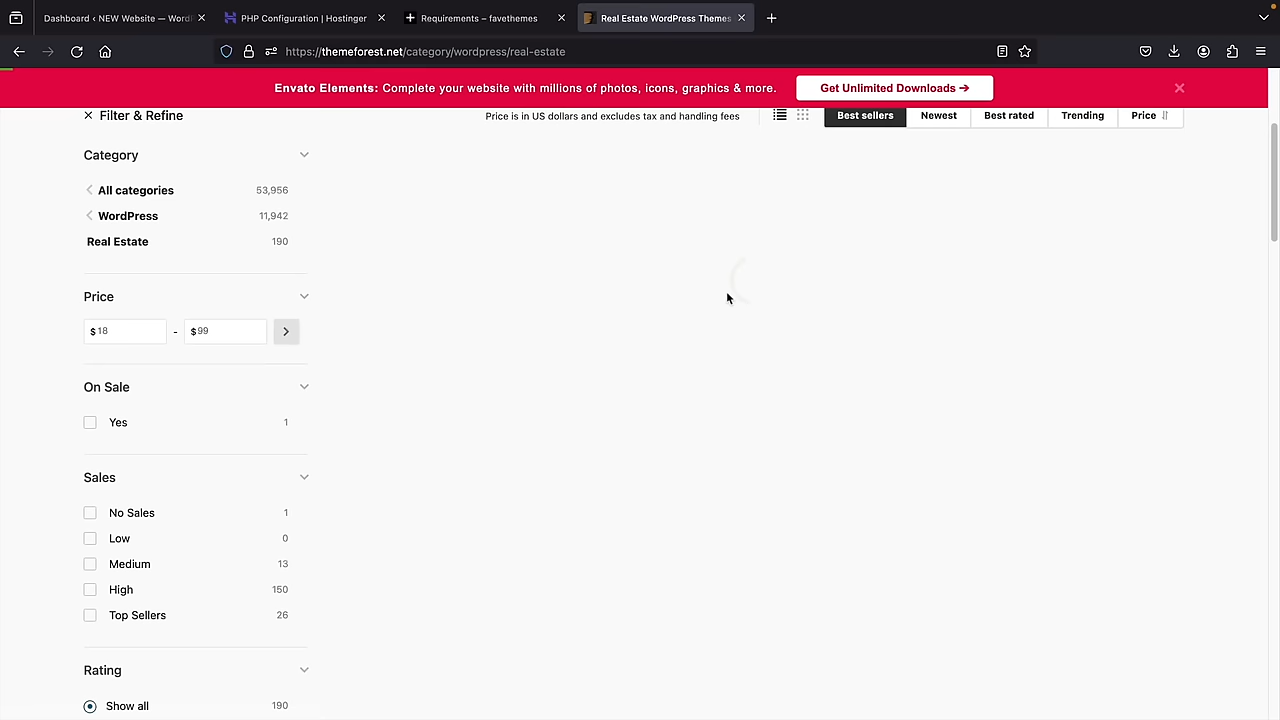 Dashboard ‹ NEW Website — WordP
PHP Configuration | Hostinger
Requirements – favethemes
Real Estate WordPress Themes
https://themeforest.net/category/wordpress/real-estate
Envato Elements: Complete your website with millions of photos, icons, graphics & more.
Get Unlimited Downloads →
Filter & Refine
Price is in US dollars and excludes tax and handling fees
Best sellers
Newest
Best rated
Trending
Price
Category
All categories 53,956
WordPress 11,942
Real Estate 190
Price
$ 18 - $ 99
On Sale
Yes 1
Sales
No Sales 1
Low 0
Medium 13
High 150
Top Sellers 26
Rating
Show all 190